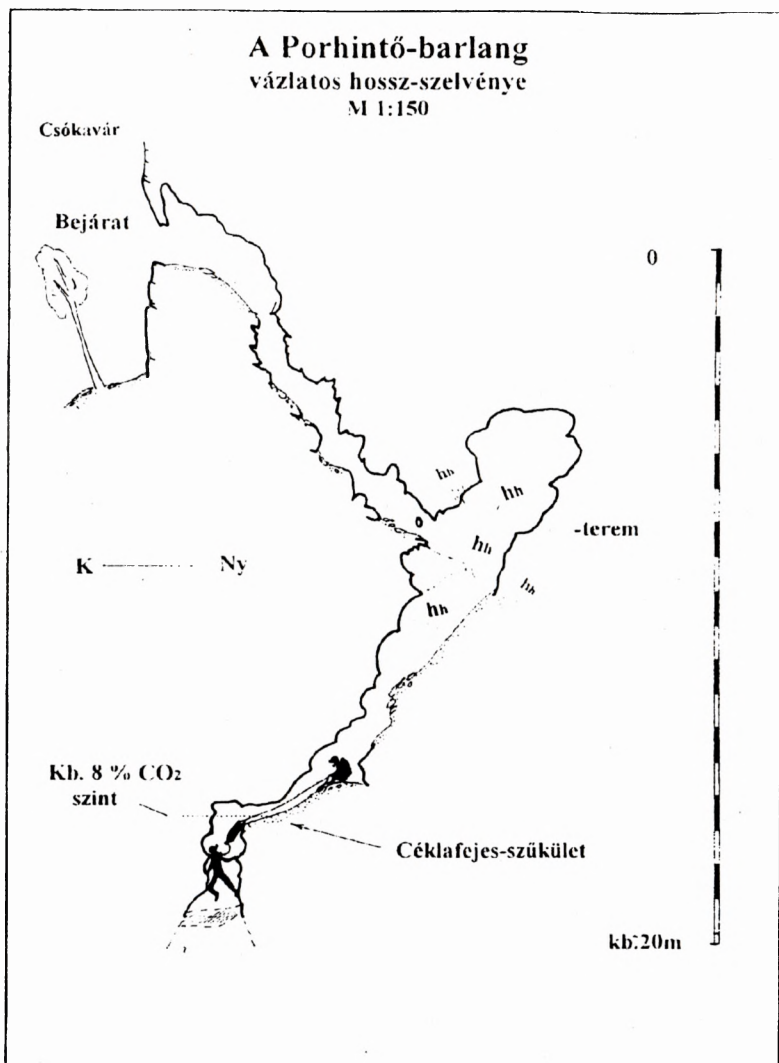 A Porhintő-barlang
vázlatos hossz-szelvénye
M 1:150
Csókavár
Bejárat
0
hh
hh
-terem
hh
K Ny
hh
hh
Kb. 8 % CO₂
szint
Céklafejes-szűkület
kb.20m